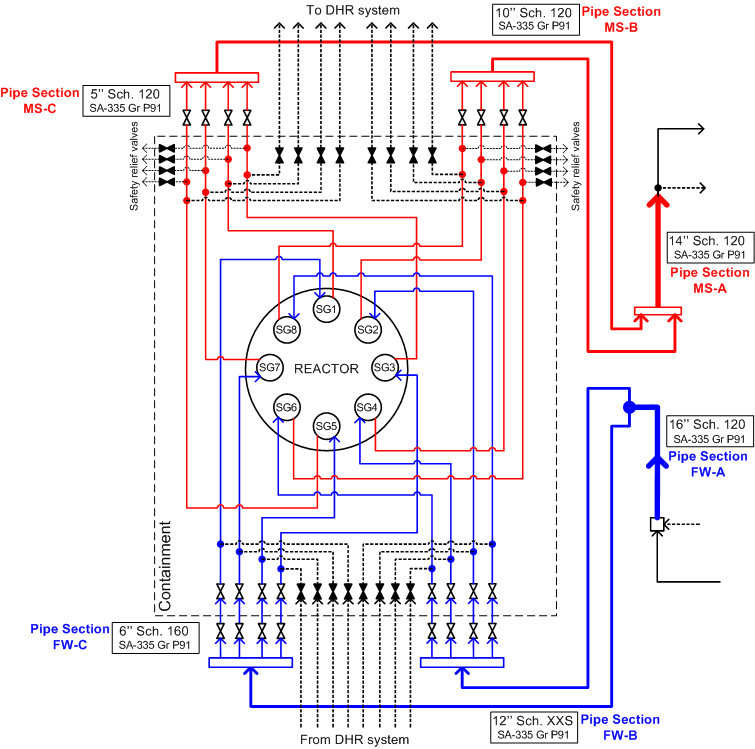 To DHR system
10" Sch. 120
SA-335 Gr P91
Pipe Section
MS-B
Pipe Section
MS-C
5" Sch. 120
SA-335 Gr P91
Safety relief valves
Safety relief valves
14" Sch. 120
SA-335 Gr P91
Pipe Section
MS-A
SG1
SG8
SG2
SG7
REACTOR
SG3
SG6
SG4
SG5
16" Sch. 120
SA-335 Gr P91
Pipe Section
FW-A
Containment
Pipe Section
FW-C
6" Sch. 160
SA-335 Gr P91
12" Sch. XXS
SA-335 Gr P91
Pipe Section
FW-B
From DHR system